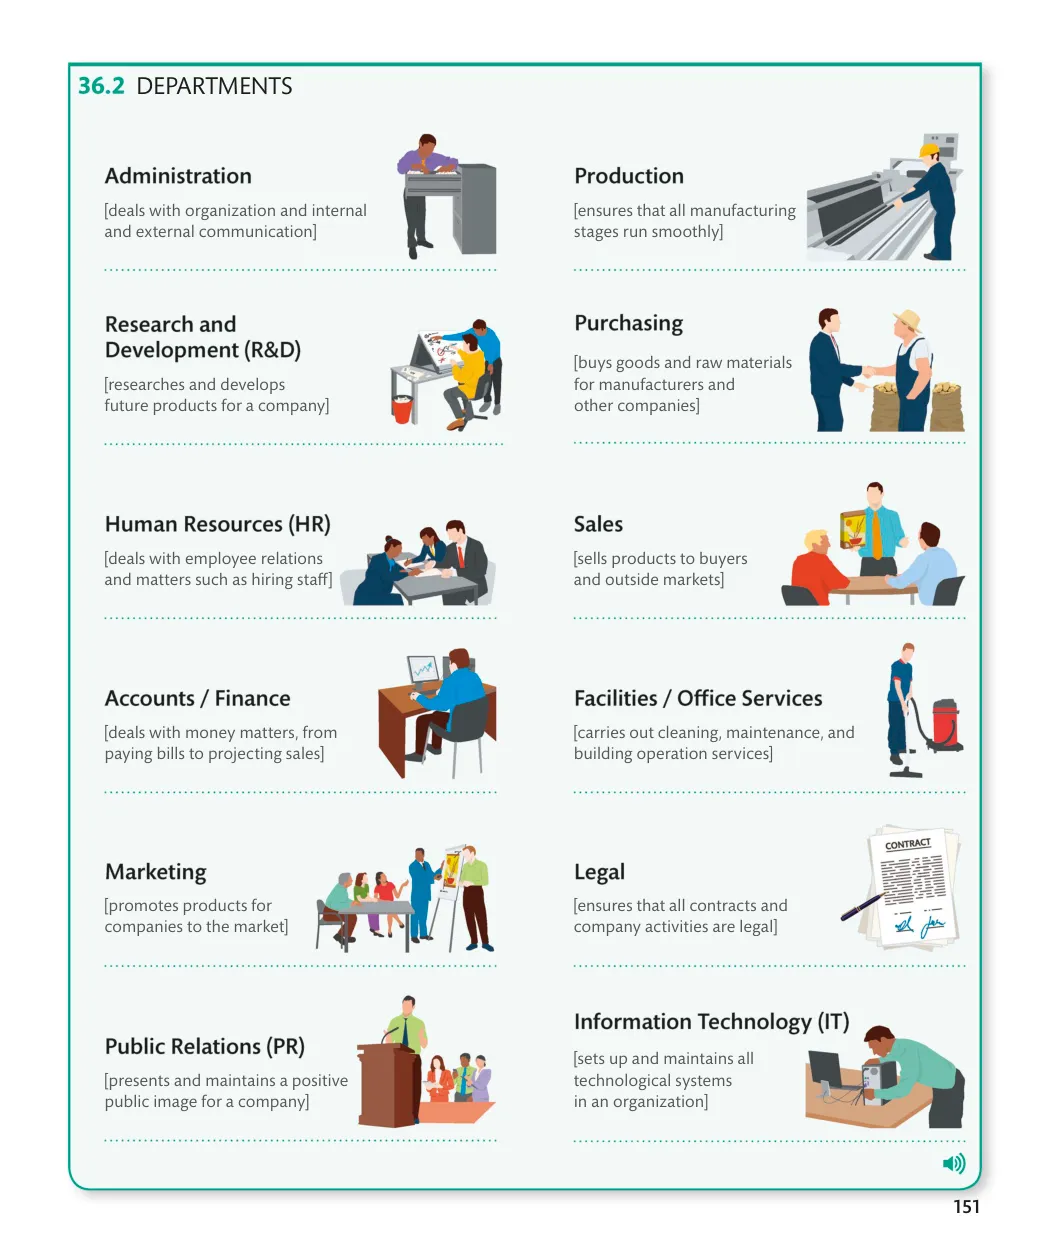 36.2 DEPARTMENTS
Administration
[deals with organization and internal
and external communication]
Production
[ensures that all manufacturing
stages run smoothly]
Research and
Development (R&D)
[researches and develops
future products for a company]
Purchasing
[buys goods and raw materials
for manufacturers and
other companies]
Human Resources (HR)
[deals with employee relations
and matters such as hiring staff]
Sales
[sells products to buyers
and outside markets]
Accounts / Finance
[deals with money matters, from
paying bills to projecting sales]
Facilities / Office Services
[carries out cleaning, maintenance, and
building operation services]
Marketing
[promotes products for
companies to the market]
Legal
[ensures that all contracts and
company activities are legal]
CONTRACT
Public Relations (PR)
[presents and maintains a positive
public image for a company]
Information Technology (IT)
[sets up and maintains all
technological systems
in an organization]
151